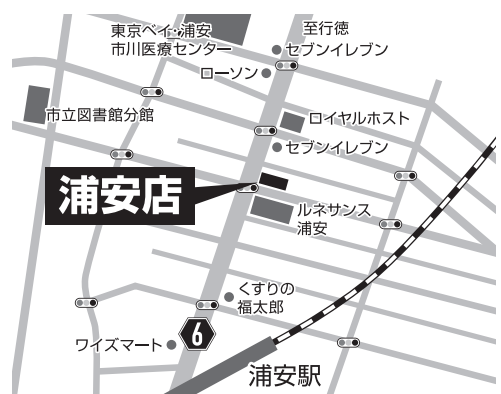 東京ベイ・浦安
市川医療センター
至行徳
セブンイレブン
ローソン
市立図書館分館
ロイヤルホスト
セブンイレブン
浦安店
ルネサンス
浦安
くすりの
福太郎
6
ワイズマート
浦安駅